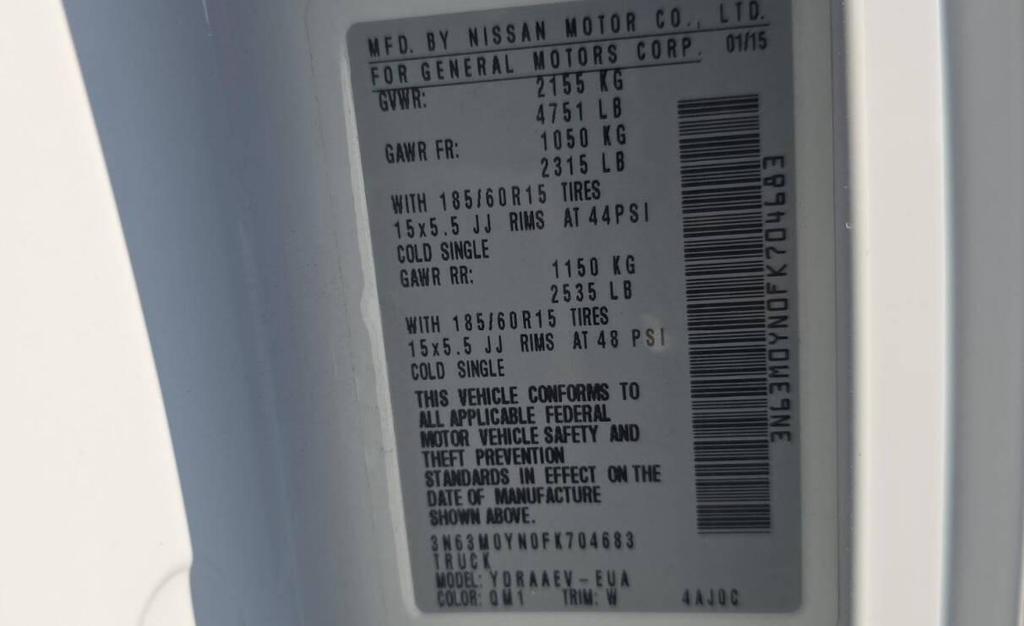 MFD. BY NISSAN MOTOR CO., LTD.
FOR GENERAL MOTORS CORP. 01/15
GVWR: 2155 KG
4751 LB
GAWR FR: 1050 KG
2315 LB
WITH 185/60R15 TIRES
15x5.5 JJ RIMS AT 44PSI
COLD SINGLE
GAWR RR: 1150 KG
2535 LB
WITH 185/60R15 TIRES
15x5.5 JJ RIMS AT 48 PSI
COLD SINGLE
THIS VEHICLE CONFORMS TO
ALL APPLICABLE FEDERAL
MOTOR VEHICLE SAFETY AND
THEFT PREVENTION
STANDARDS IN EFFECT ON THE
DATE OF MANUFACTURE
SHOWN ABOVE.
3N63M0YN0FK704683
TRUCK
MODEL: YDRAAEV-EUA
COLOR: QM1 TRIM: W 4AJ0C
3N63M0YN0FK704683